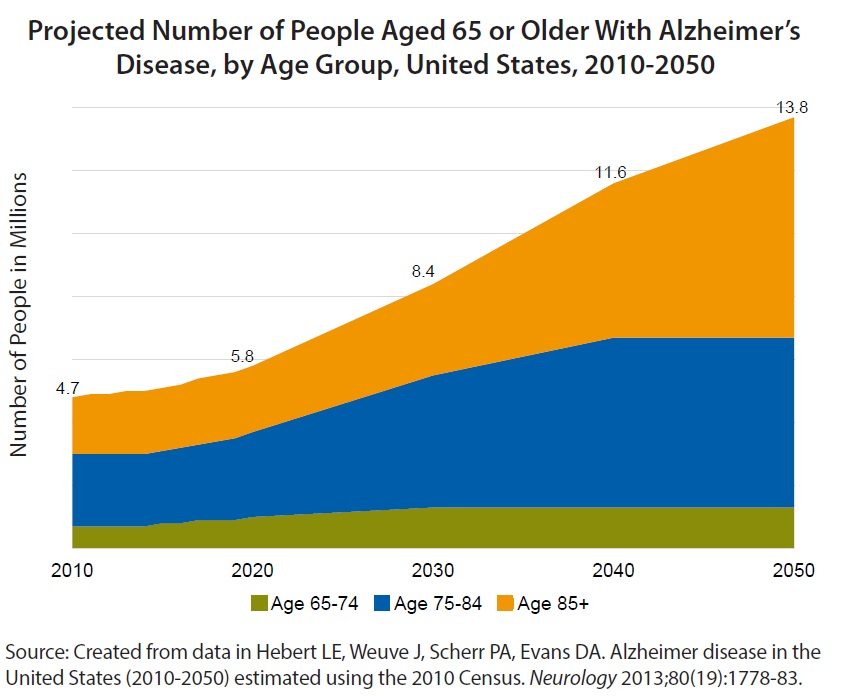 Projected Number of People Aged 65 or Older With Alzheimer’s
Disease, by Age Group, United States, 2010-2050
Number of People in Millions
13.8
11.6
8.4
5.8
4.7
2010 2020 2030 2040 2050
Age 65-74 Age 75-84 Age 85+
Source: Created from data in Hebert LE, Weuve J, Scherr PA, Evans DA. Alzheimer disease in the
United States (2010-2050) estimated using the 2010 Census. Neurology 2013;80(19):1778-83.